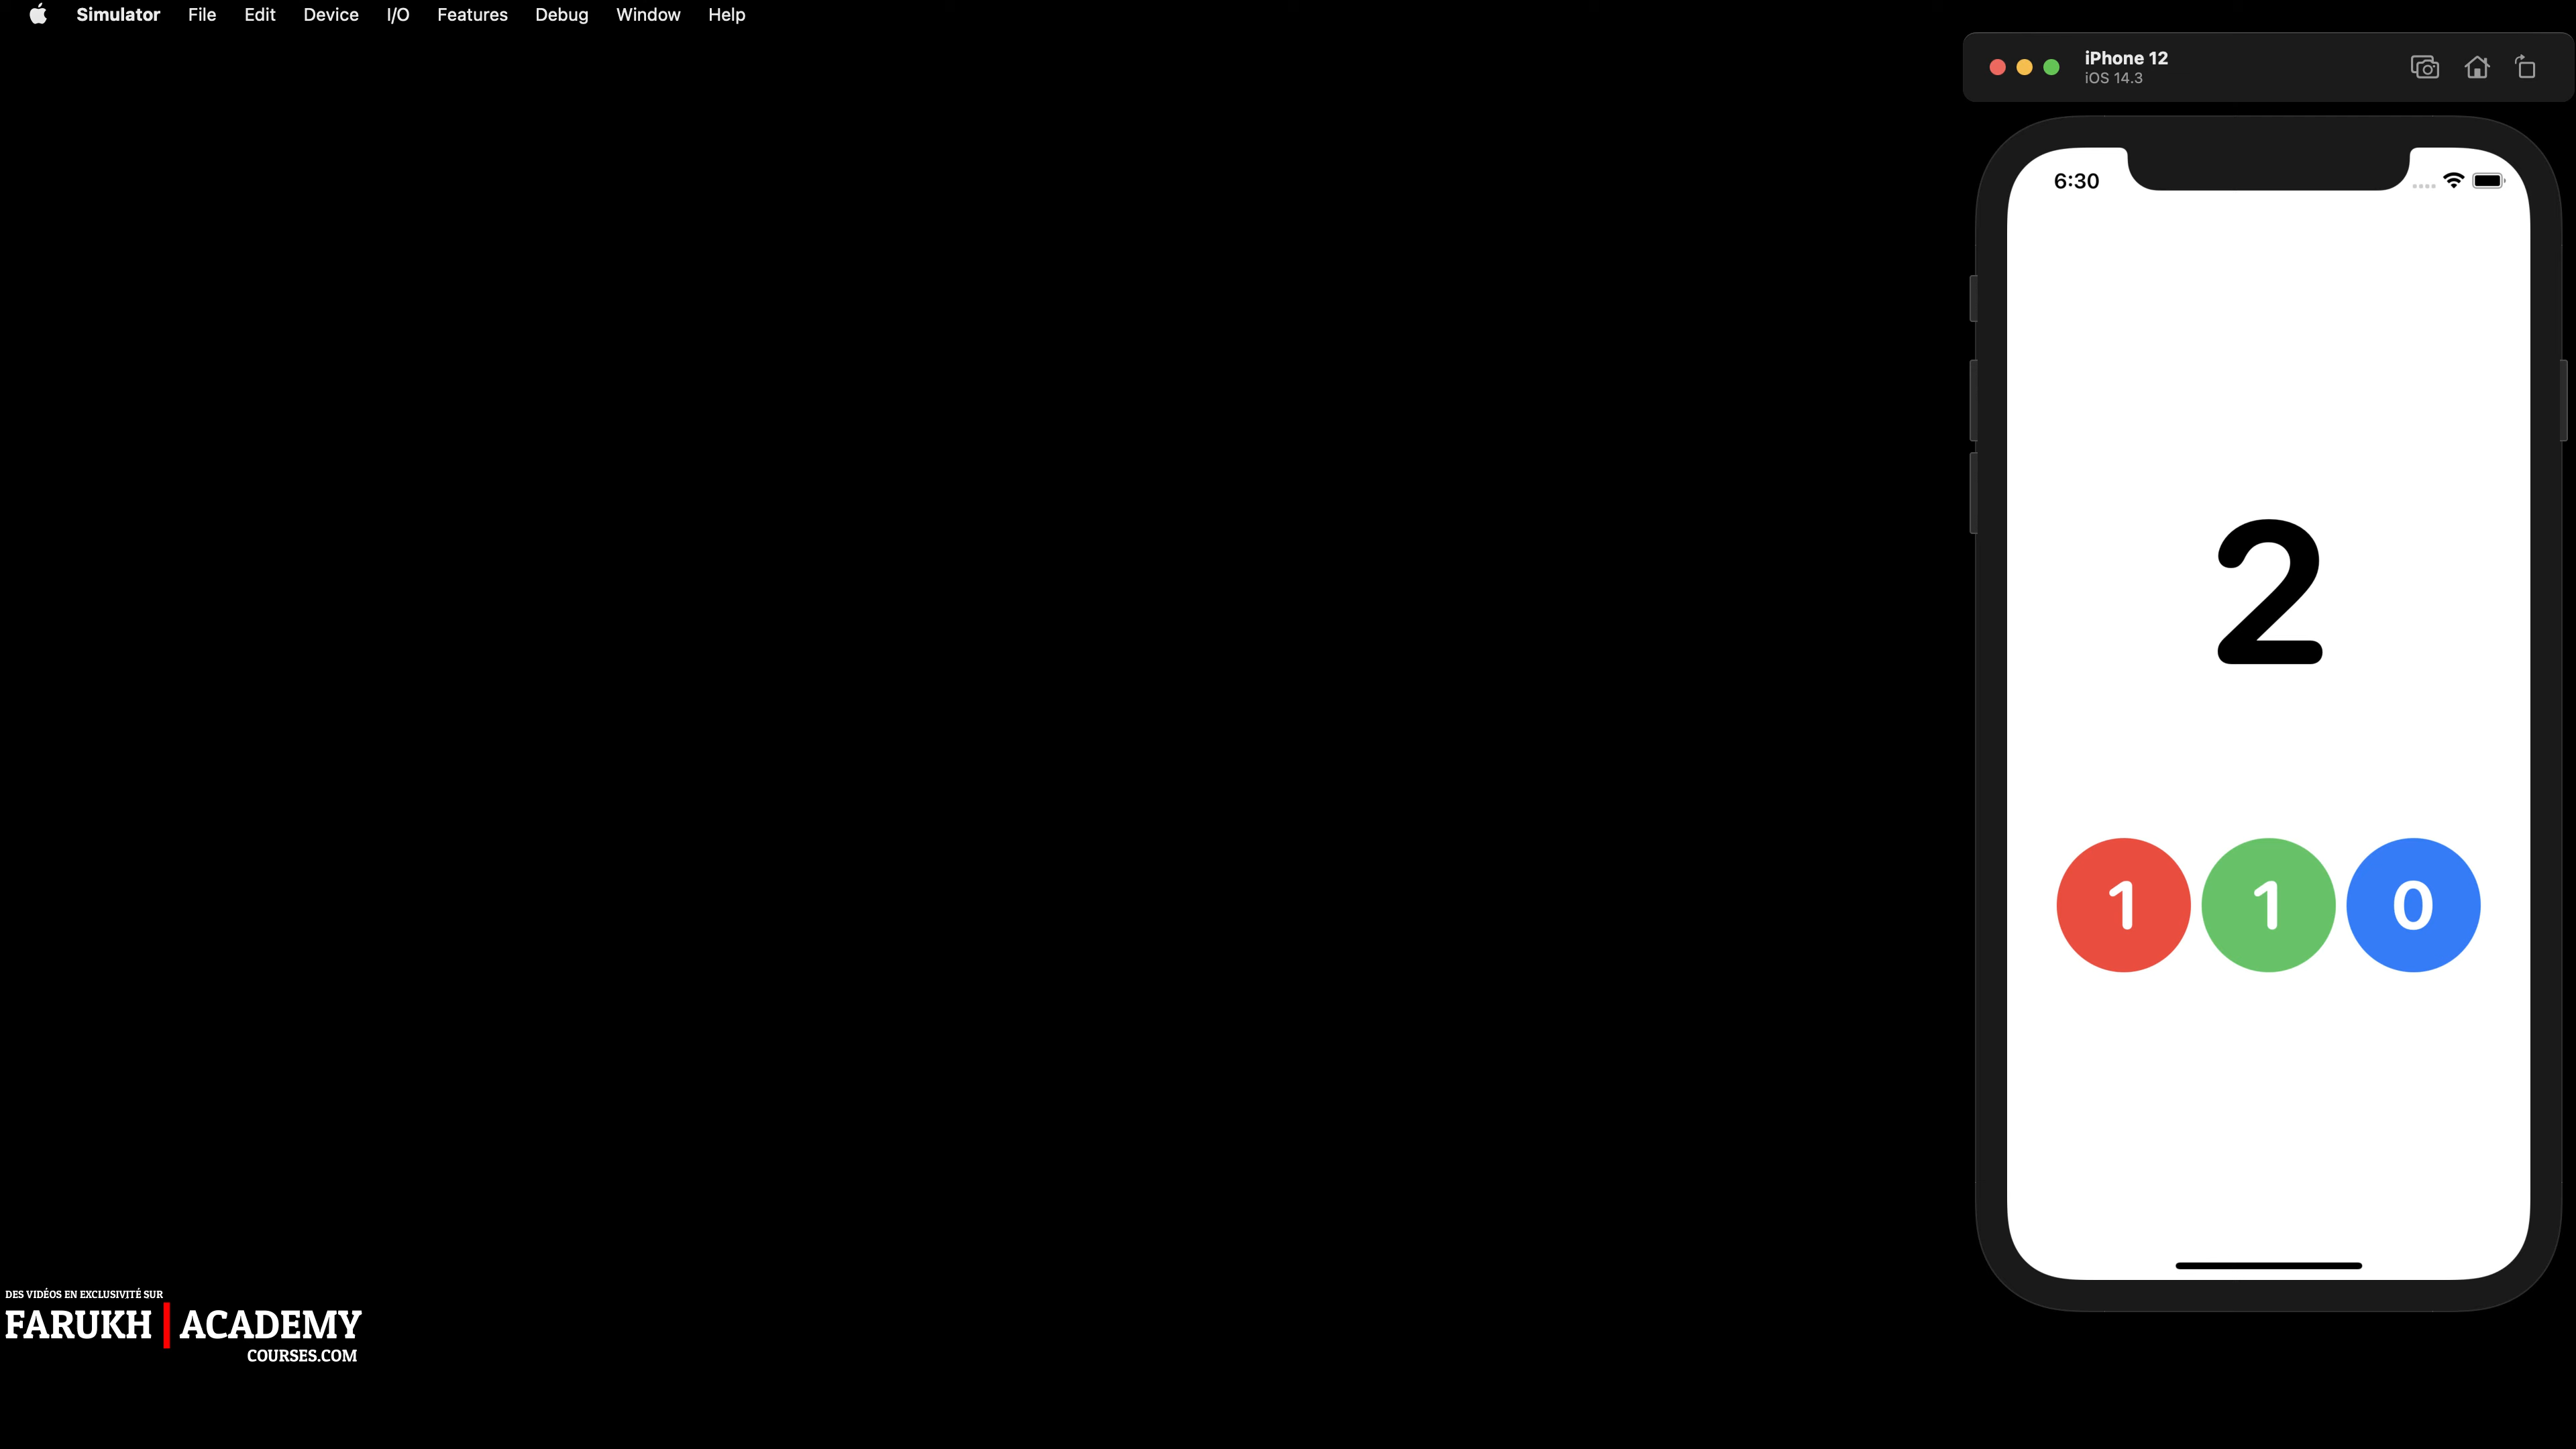 Simulator File Edit Device I/O Features Debug Window Help
iPhone 12
iOS 14.3
6:30
2
1 1 0
DES VIDÉOS EN EXCLUSIVITÉ SUR
FARUKH | ACADEMY
COURSES.COM